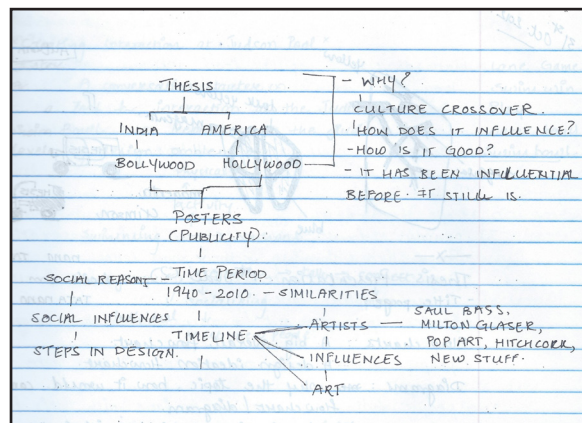 THESIS
INDIA AMERICA
BOLLYWOOD HOLLYWOOD
- WHY?
CULTURE CROSSOVER.
HOW DOES IT INFLUENCE?
- HOW IS IT GOOD?
- IT HAS BEEN INFLUENTIAL
BEFORE. IT STILL IS.
POSTERS
(PUBLICITY).
SOCIAL REASONS - TIME PERIOD
1940 - 2010. - SIMILARITIES
SOCIAL INFLUENCES
STEPS IN DESIGN.
TIMELINE
ARTISTS - SAUL BASS,
MILTON GLASER,
POP ART, HITCHCOCK,
NEW STUFF.
INFLUENCES
ART